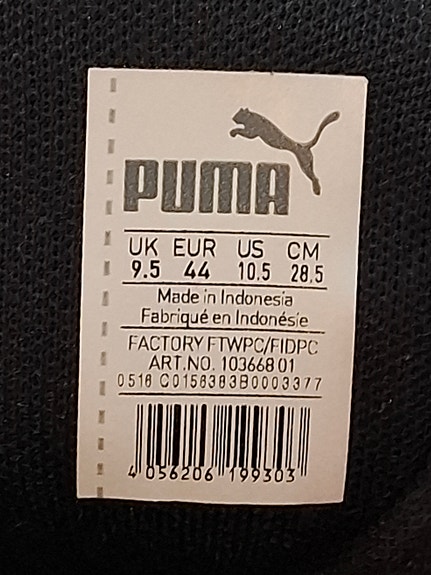 PUMA
UK EUR US CM
9.5 44 10.5 28.5
Made in Indonesia
Fabriqué en Indonésie
FACTORY FTWPC/FIDPC
ART.NO. 103668 01
0516 C0156383B0003377
4 056206 199303